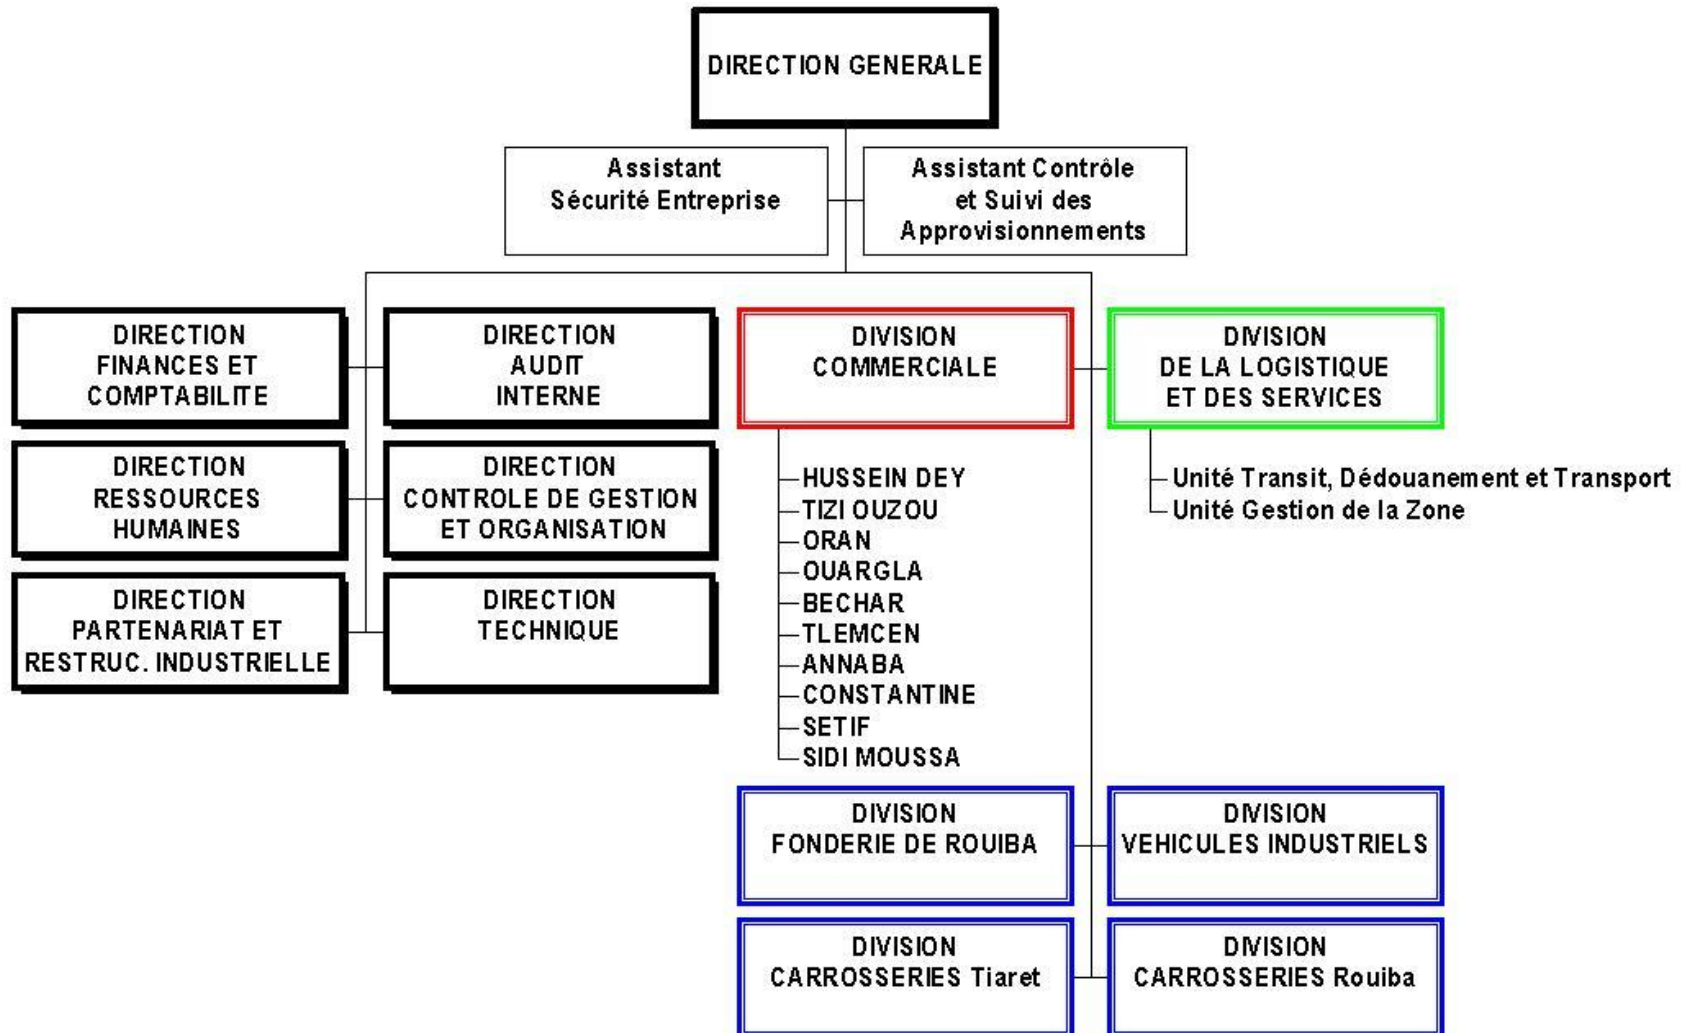 DIRECTION GENERALE
Assistant
Sécurité Entreprise
Assistant Contrôle
et Suivi des
Approvisionnements
DIRECTION
FINANCES ET
COMPTABILITE
DIRECTION
AUDIT
INTERNE
DIVISION
COMMERCIALE
DIVISION
DE LA LOGISTIQUE
ET DES SERVICES
DIRECTION
RESSOURCES
HUMAINES
DIRECTION
CONTROLE DE GESTION
ET ORGANISATION
DIRECTION
PARTENARIAT ET
RESTRUC. INDUSTRIELLE
DIRECTION
TECHNIQUE
HUSSEIN DEY
TIZI OUZOU
ORAN
OUARGLA
BECHAR
TLEMCEN
ANNABA
CONSTANTINE
SETIF
SIDI MOUSSA
Unité Transit, Dédouanement et Transport
Unité Gestion de la Zone
DIVISION
FONDERIE DE ROUIBA
DIVISION
VEHICULES INDUSTRIELS
DIVISION
CARROSSERIES Tiaret
DIVISION
CARROSSERIES Rouiba